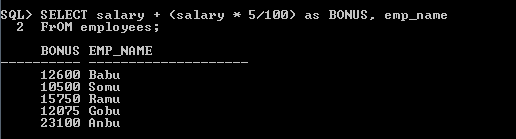 SQL> SELECT salary + (salary * 5/100) as BONUS, emp_name
2 FrOM employees;
BONUS EMP_NAME
---------- --------------------
12600 Babu
10500 Somu
15750 Ramu
12075 Gobu
23100 Anbu